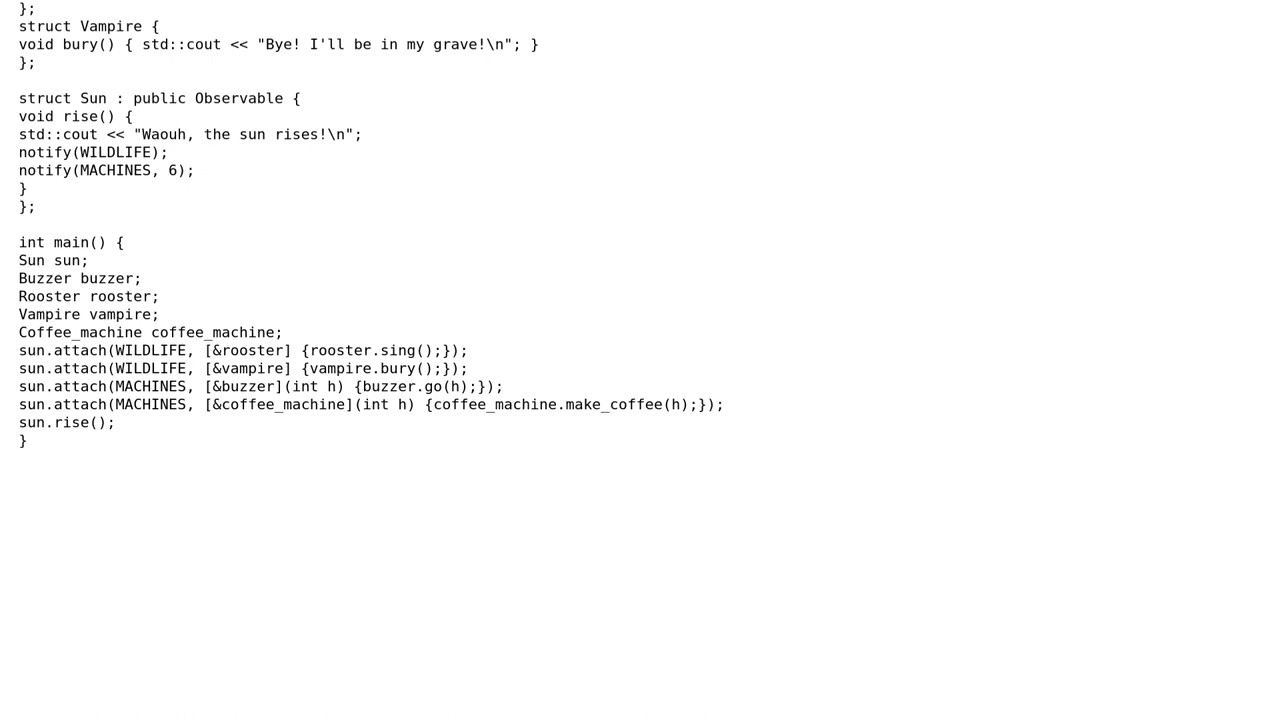 };
struct Vampire {
void bury() { std::cout << "Bye! I'll be in my grave!\n"; }
};

struct Sun : public Observable {
void rise() {
std::cout << "Waouh, the sun rises!\n";
notify(WILDLIFE);
notify(MACHINES, 6);
}
};

int main() {
Sun sun;
Buzzer buzzer;
Rooster rooster;
Vampire vampire;
Coffee_machine coffee_machine;
sun.attach(WILDLIFE, [&rooster] {rooster.sing();});
sun.attach(WILDLIFE, [&vampire] {vampire.bury();});
sun.attach(MACHINES, [&buzzer](int h) {buzzer.go(h);});
sun.attach(MACHINES, [&coffee_machine](int h) {coffee_machine.make_coffee(h);});
sun.rise();
}